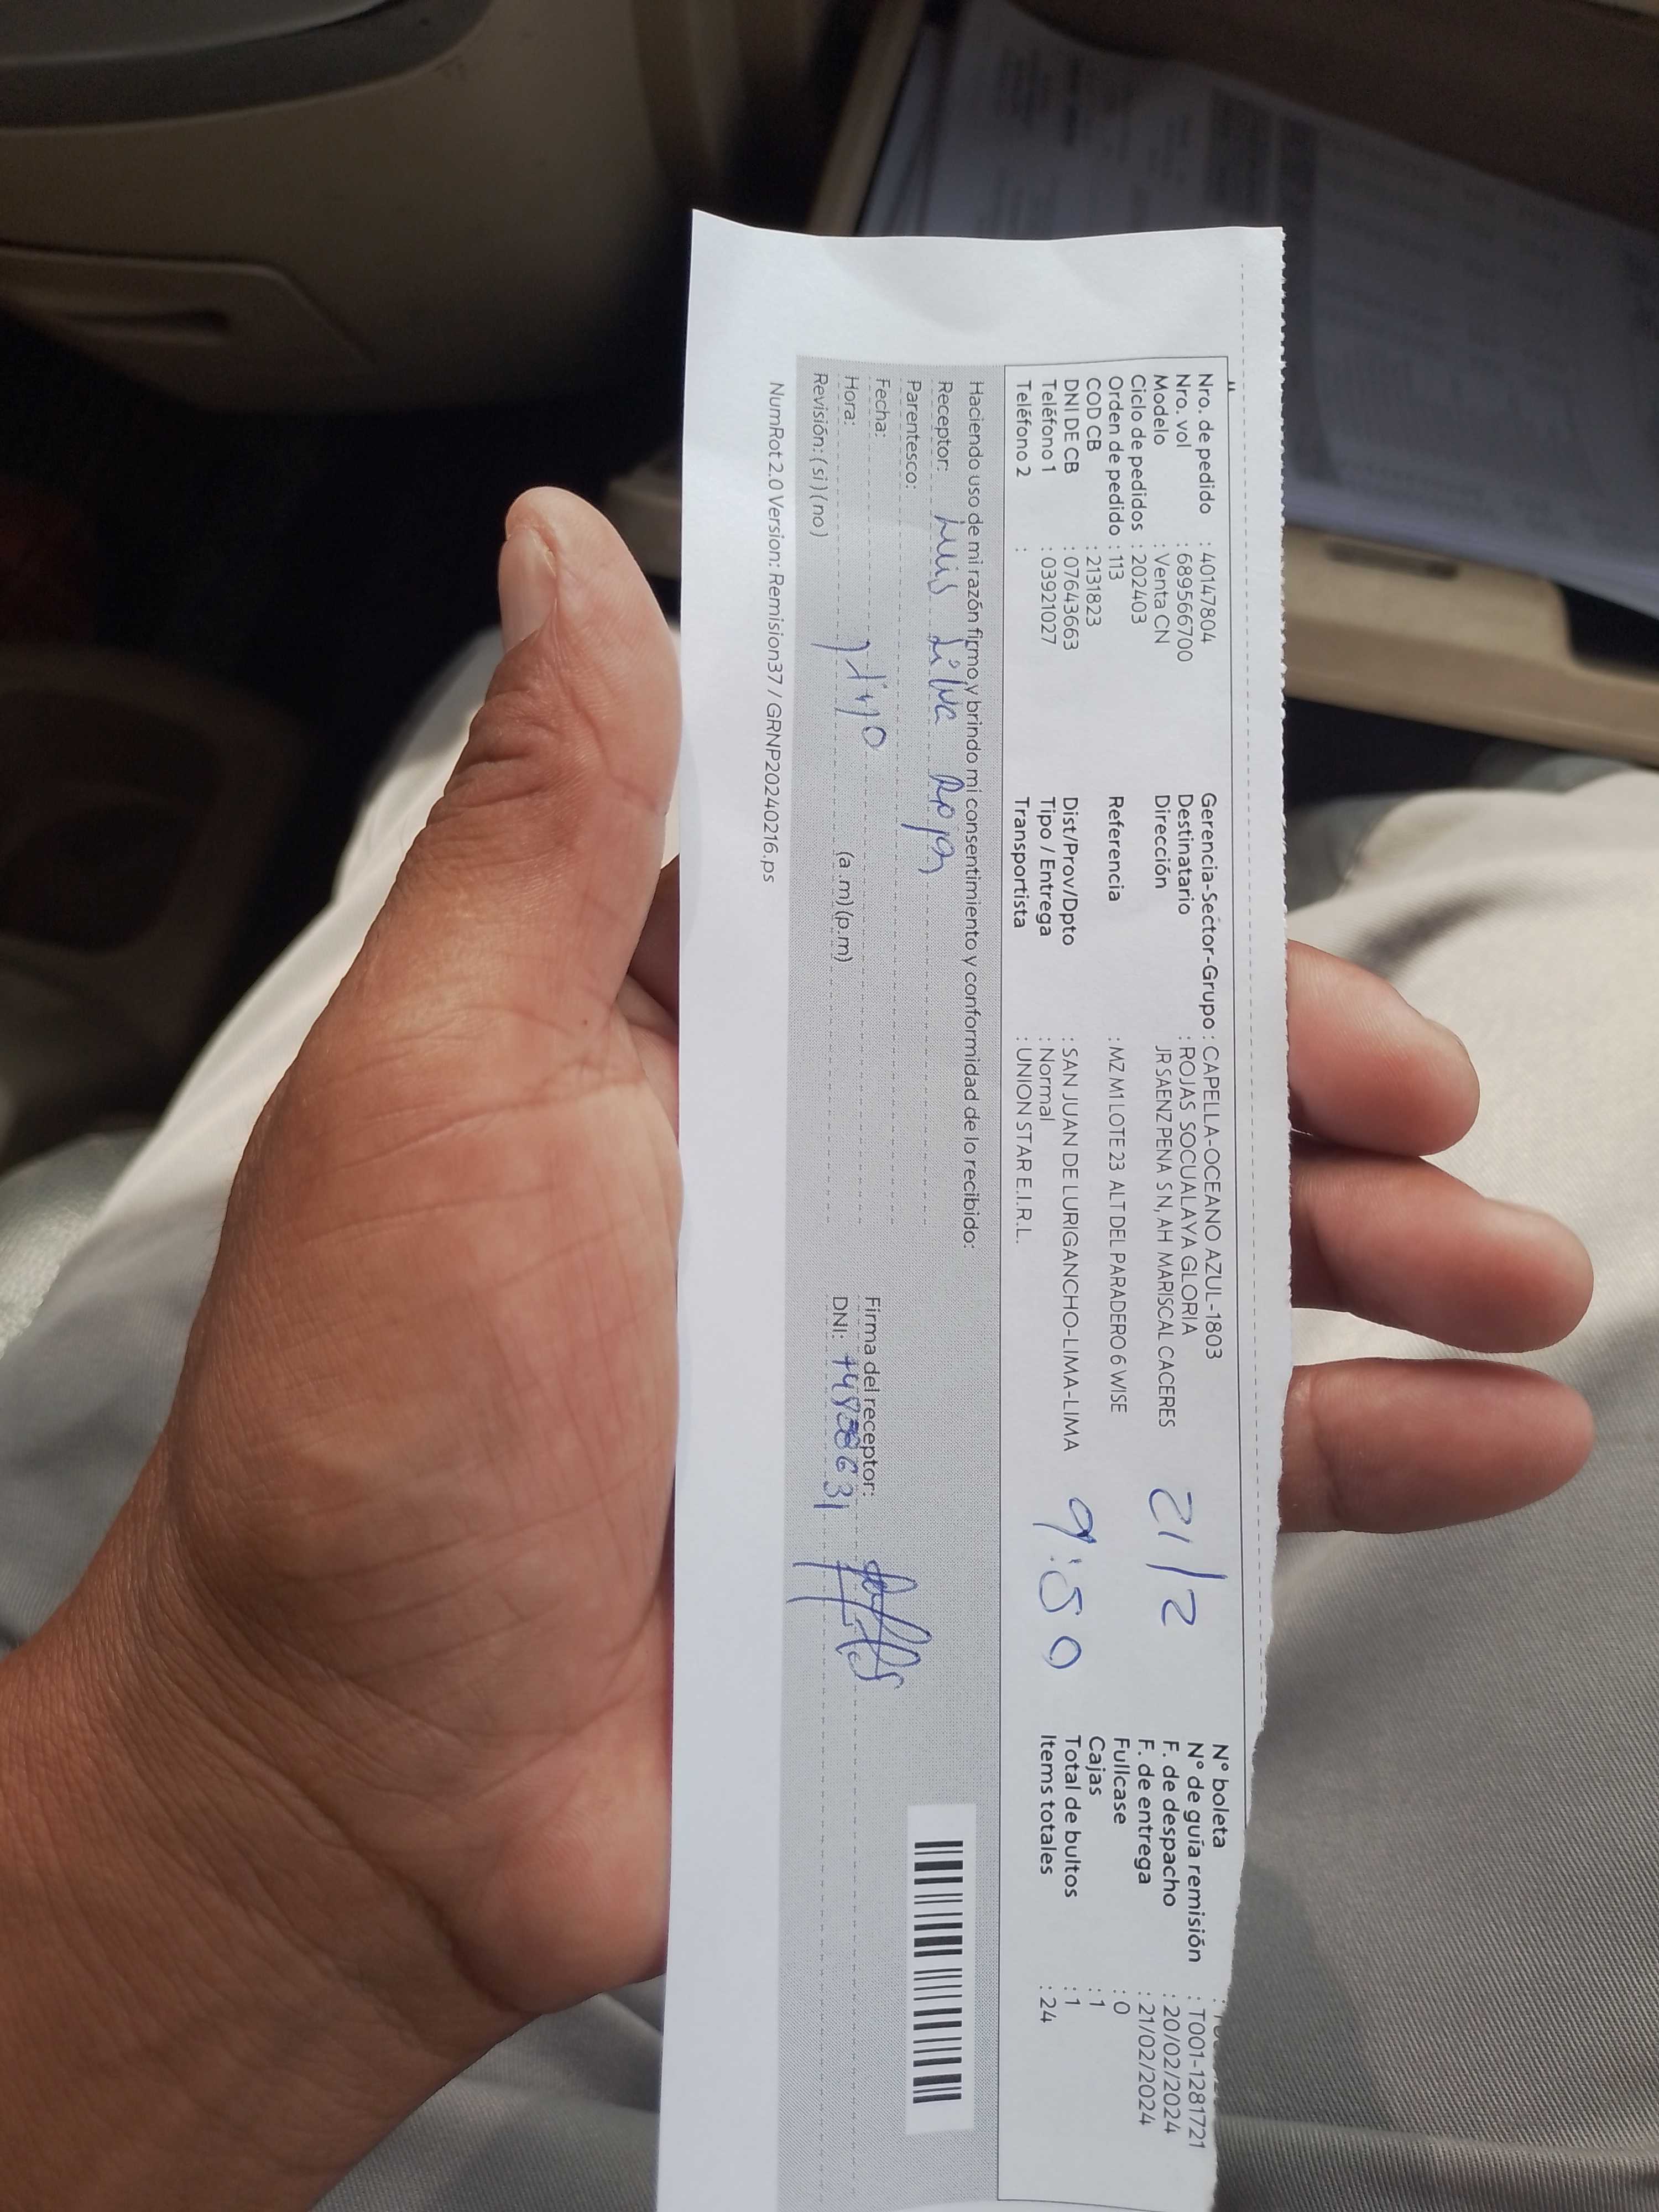 Nro. de pedido : 40147804
Nro. vol : 689566700
Modelo : Venta CN
Ciclo de pedidos : 202403
Orden de pedido : 113
COD CB : 2131823
DNI DE CB : 07643663
Teléfono 1 : 03921027
Teléfono 2 :
Gerencia-Sector-Grupo : CAPELLA-OCEANO AZUL-1803
Destinatario : ROJAS SOCUALAYA GLORIA
Dirección JR SAENZ PENA S N, AH MARISCAL CACERES
Referencia : MZ M1 LOTE 23 ALT DEL PARADERO 6 WISE
Dist/Prov/Dpto : SAN JUAN DE LURIGANCHO-LIMA-LIMA
Tipo / Entrega : Normal
Transportista : UNION STAR E.I.R.L.
21/2
9:50
N° boleta :
N° de guía remisión : T001-1281721
F. de despacho : 20/02/2024
F. de entrega : 21/02/2024
Fullcase : 0
Cajas : 1
Total de bultos : 1
Items totales : 24
Haciendo uso de mi razón firmo y brindo mi consentimiento y conformidad de lo recibido:
Receptor: Luis Silva Rojas
Parentesco:
Fecha:
Hora: (a.m) (p.m)
Revisión: (si) (no)
Firma del receptor:
DNI:
NumRot 2.0 Version: Remision37 / GRNP20240216.ps